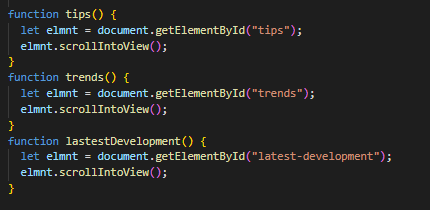 function tips() {
  let elmnt = document.getElementById("tips");
  elmnt.scrollIntoView();
}
function trends() {
  let elmnt = document.getElementById("trends");
  elmnt.scrollIntoView();
}
function lastestDevelopment() {
  let elmnt = document.getElementById("latest-development");
  elmnt.scrollIntoView();
}